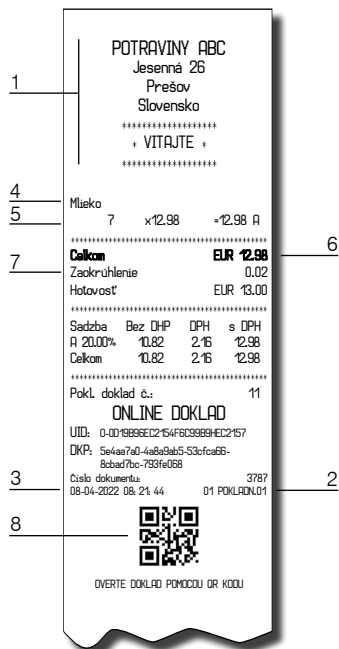 POTRAVINY ABC
Jesenná 26
Prešov
Slovensko
*******************
* VITAJTE *
*******************
1
4 Mlieko
5 7 x12.98 =12.98 A
****************************************
Celkom EUR 12.98 6
7 Zaokrúhlenie 0.02
Hotovosť EUR 13.00
****************************************
Sadzba Bez DHP DPH s DPH
A 20.00% 10.82 2.16 12.98
Celkom 10.82 2.16 12.98
****************************************
Pokl. doklad č.: 11
ONLINE DOKLAD
UID: O-0D19B96EC2154F6C99B9HEC2157
DKP: 5e4aa7a0-4a8a9ab5-53cfca66-
8cbad7bc-793fe068
Číslo dokumentu: 3787
3 08-04-2022 08: 21: 44 01 POKLADN.01 2
8
OVERTE DOKLAD POMOCOU QR KODU